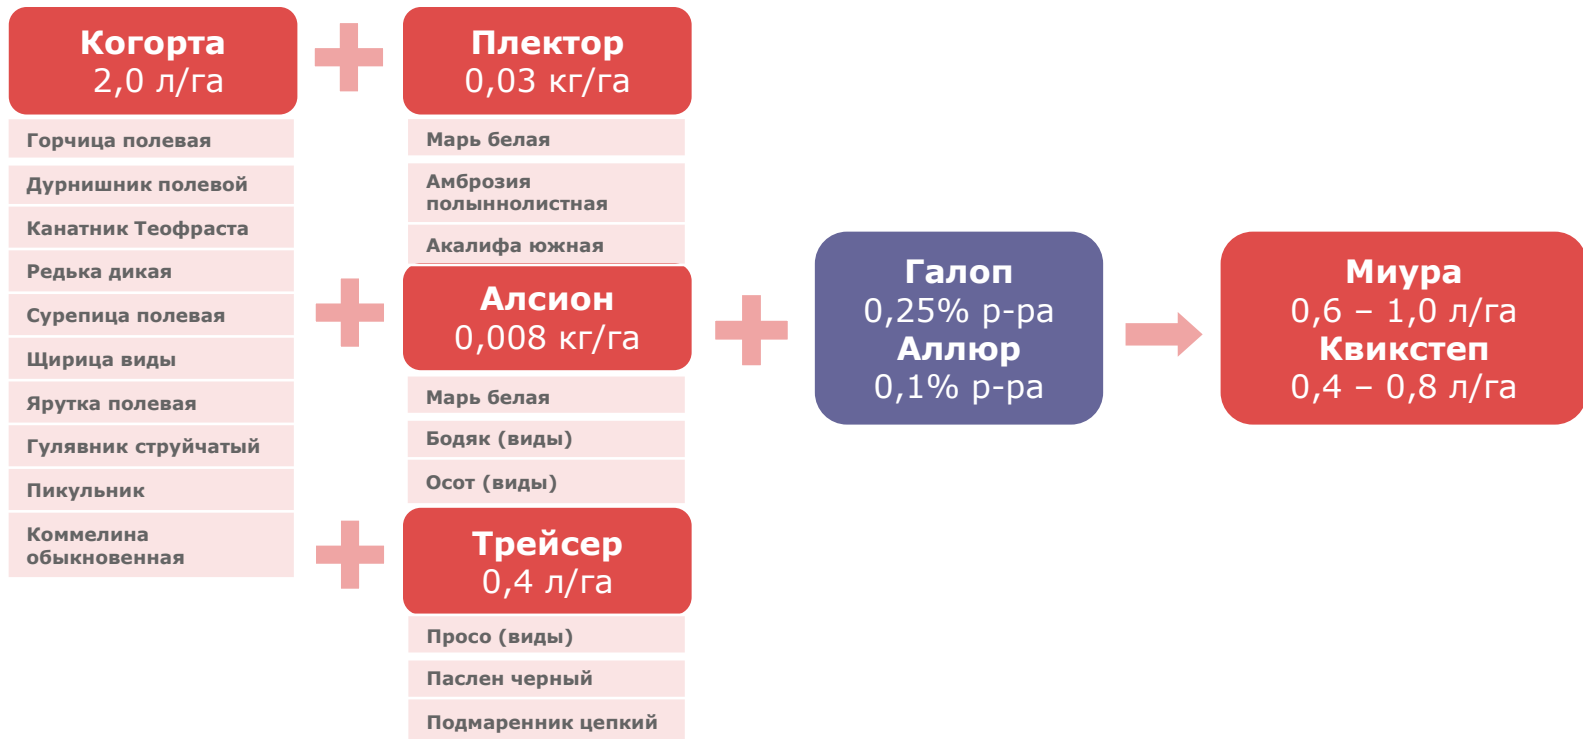 Когорта
2,0 л/га
Горчица полевая
Дурнишник полевой
Канатник Теофраста
Редька дикая
Сурепица полевая
Щирица виды
Ярутка полевая
Гулявник струйчатый
Пикульник
Коммелина
обыкновенная
Плектор
0,03 кг/га
Марь белая
Амброзия
полыннолистная
Акалифа южная
Алсион
0,008 кг/га
Марь белая
Бодяк (виды)
Осот (виды)
Трейсер
0,4 л/га
Просо (виды)
Паслен черный
Подмаренник цепкий
Галоп
0,25% р-ра
Аллюр
0,1% р-ра
Миура
0,6 – 1,0 л/га
Квикстеп
0,4 – 0,8 л/га